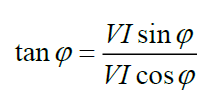 tan φ = VI sin φ / VI cos φ